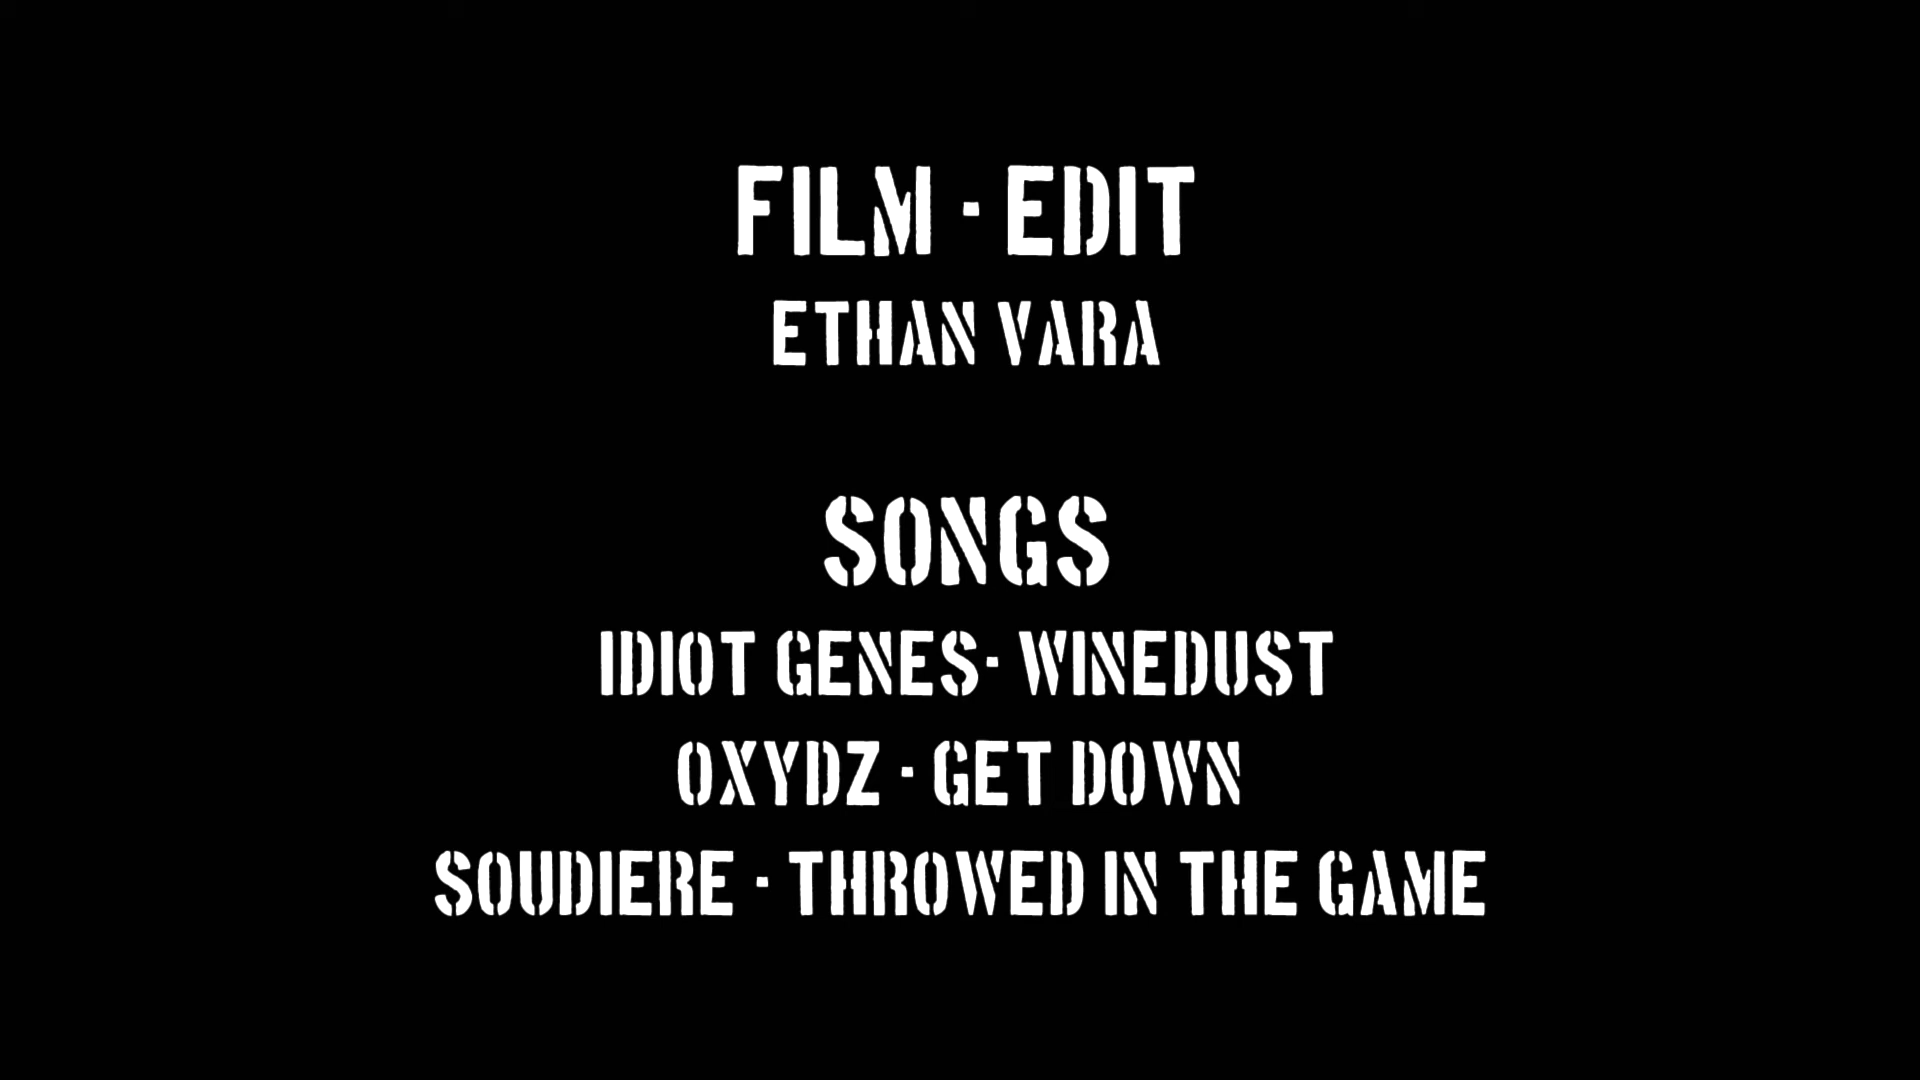 FILM - EDIT
ETHAN VARA
SONGS
IDIOT GENES- WINEDUST
OXYDZ - GET DOWN
SOUDIERE - THROWED IN THE GAME